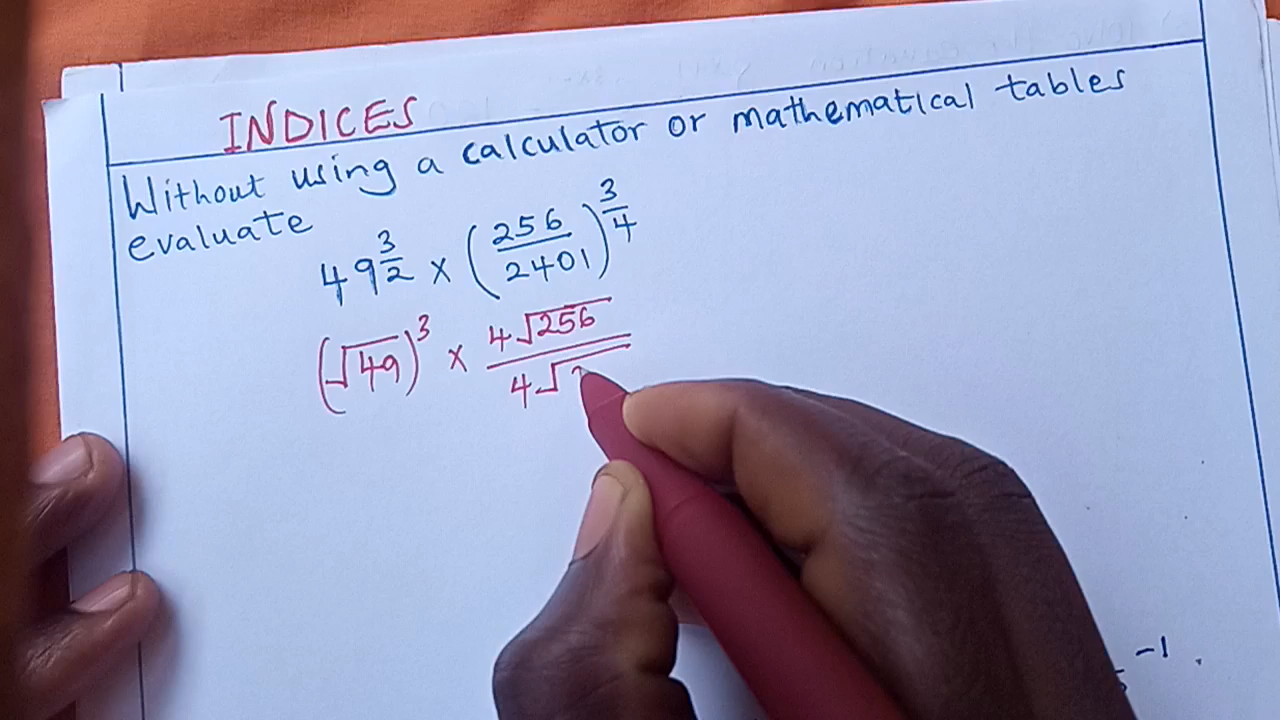 INDICES
Without using a calculator or mathematical tables
evaluate
49^{3/2} × (256/2401)^{3/4}
(√49)^3 × 4√256 / 4√
-1